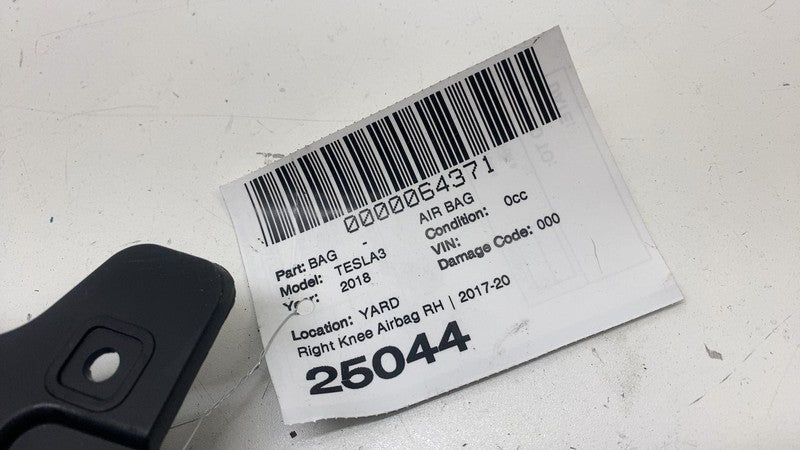 0000064371
Part: BAG - AIR BAG
Model: TESLA3 Condition: 0cc
Year: 2018 VIN:
Damage Code: 000
Location: YARD
Right Knee Airbag RH | 2017-20
25044